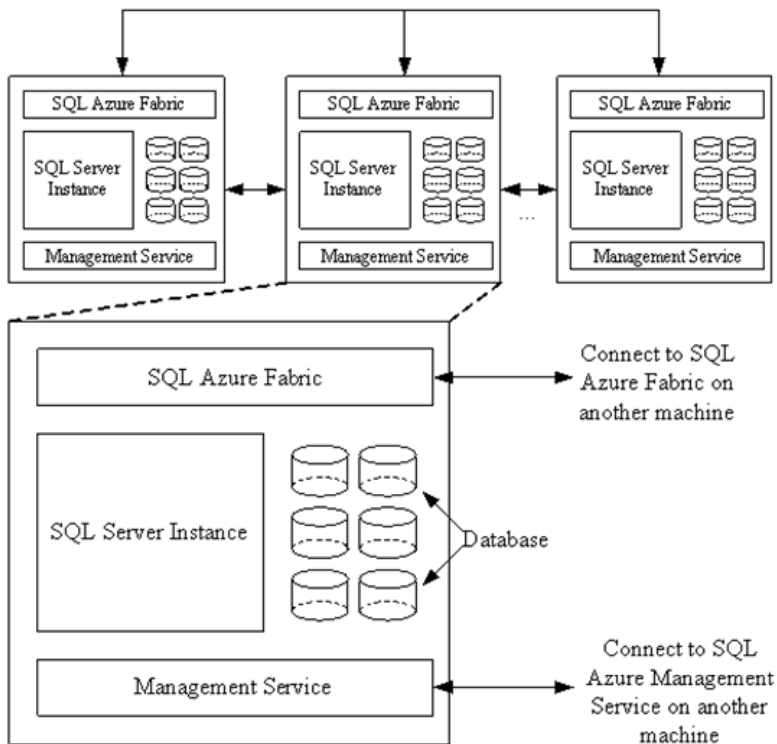 SQL Azure Fabric
SQL Server
Instance
Management Service
SQL Azure Fabric
SQL Server
Instance
Management Service
...
SQL Azure Fabric
SQL Server
Instance
Management Service
SQL Azure Fabric
Connect to SQL
Azure Fabric on
another machine
SQL Server Instance
Database
Management Service
Connect to SQL
Azure Management
Service on another
machine